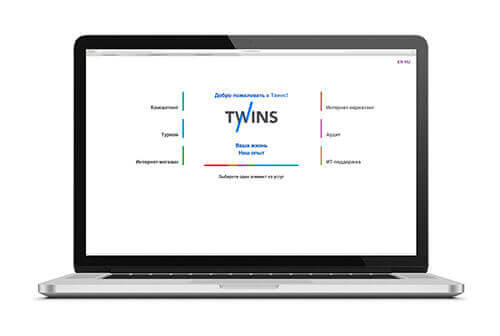 EN RU
Добро пожаловать в Твинс!
Консалтинг
Интернет-маркетинг
TWINS
Туризм
Аудит
Ваша жизнь
Наш опыт
Интернет-магазин
ИТ-поддержка
Выберите один элемент из услуг